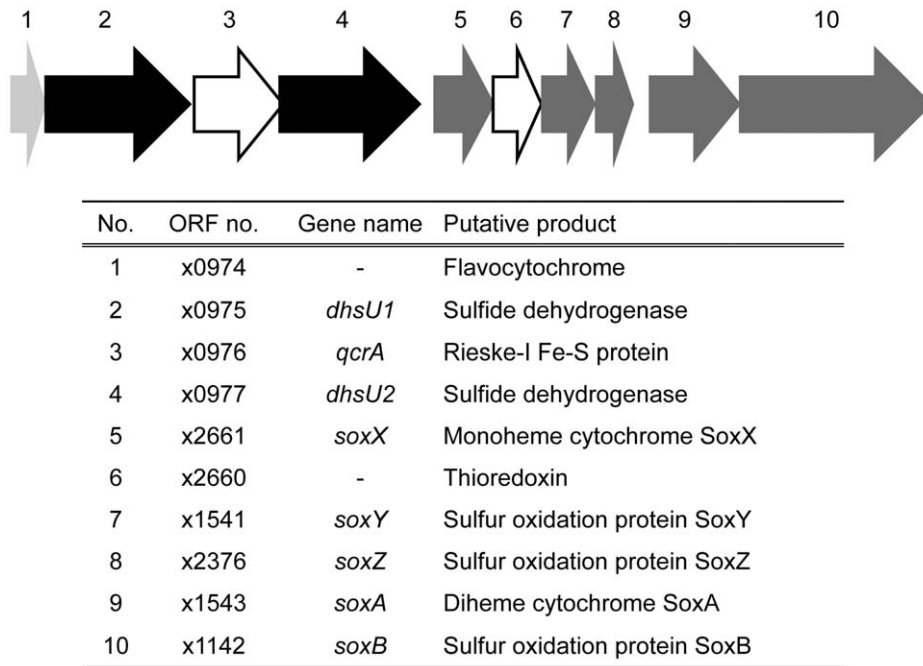 1 2 3 4 5 6 7 8 9 10
No. ORF no. Gene name Putative product
1 x0974 - Flavocytochrome
2 x0975 dhsU1 Sulfide dehydrogenase
3 x0976 qcrA Rieske-I Fe-S protein
4 x0977 dhsU2 Sulfide dehydrogenase
5 x2661 soxX Monoheme cytochrome SoxX
6 x2660 - Thioredoxin
7 x1541 soxY Sulfur oxidation protein SoxY
8 x2376 soxZ Sulfur oxidation protein SoxZ
9 x1543 soxA Diheme cytochrome SoxA
10 x1142 soxB Sulfur oxidation protein SoxB